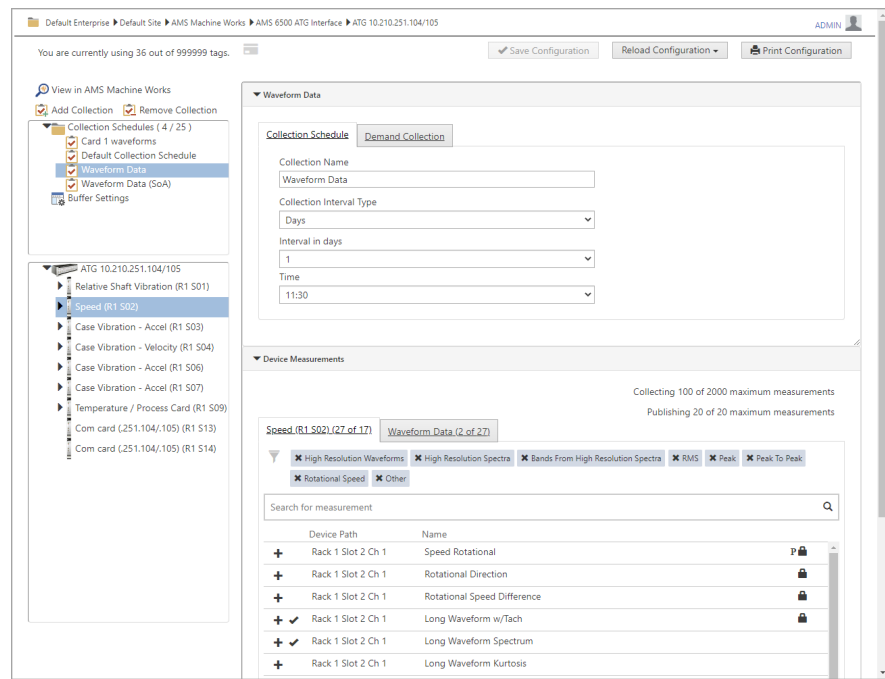 Default Enterprise Default Site AMS Machine Works AMS 6500 ATG Interface ATG 10.210.251.104/105
ADMIN
You are currently using 36 out of 999999 tags.
Save Configuration
Reload Configuration
Print Configuration
View in AMS Machine Works
Add Collection Remove Collection
Collection Schedules ( 4 / 25 )
Card 1 waveforms
Default Collection Schedule
Waveform Data
Waveform Data (SoA)
Buffer Settings
ATG 10.210.251.104/105
Relative Shaft Vibration (R1 S01)
Speed (R1 S02)
Case Vibration - Accel (R1 S03)
Case Vibration - Velocity (R1 S04)
Case Vibration - Accel (R1 S06)
Case Vibration - Accel (R1 S07)
Temperature / Process Card (R1 S09)
Com card (.251.104/.105) (R1 S13)
Com card (.251.104/.105) (R1 S14)
Waveform Data
Collection Schedule Demand Collection
Collection Name
Waveform Data
Collection Interval Type
Days
Interval in days
1
Time
11:30
Device Measurements
Collecting 100 of 2000 maximum measurements
Publishing 20 of 20 maximum measurements
Speed (R1 S02) (27 of 17) Waveform Data (2 of 27)
High Resolution Waveforms High Resolution Spectra Bands From High Resolution Spectra RMS Peak Peak To Peak
Rotational Speed Other
Search for measurement
Device Path Name
Rack 1 Slot 2 Ch 1 Speed Rotational P
Rack 1 Slot 2 Ch 1 Rotational Direction
Rack 1 Slot 2 Ch 1 Rotational Speed Difference
Rack 1 Slot 2 Ch 1 Long Waveform w/Tach
Rack 1 Slot 2 Ch 1 Long Waveform Spectrum
Rack 1 Slot 2 Ch 1 Long Waveform Kurtosis